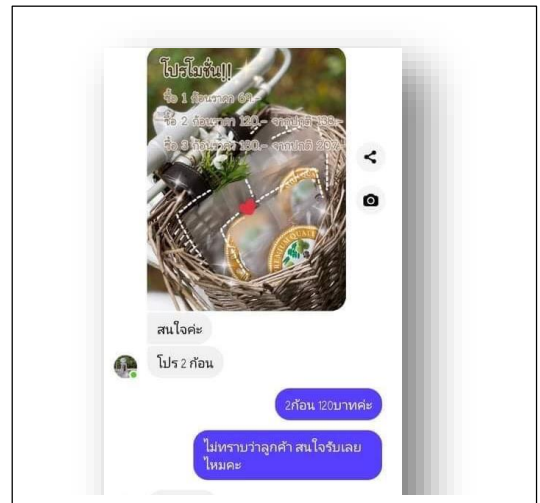 โปรโมชั่น!!
ซื้อ 1 ก้อนราคา 69.-
ซื้อ 2 ก้อนราคา 120.- จากปกติ 138.-
ซื้อ 3 ก้อนราคา 180.- จากปกติ
PREMIUM QUALITY
สนใจค่ะ
โปร 2 ก้อน
2ก้อน 120บาทค่ะ
ไม่ทราบว่าลูกค้า สนใจรับเลย
ไหมคะ